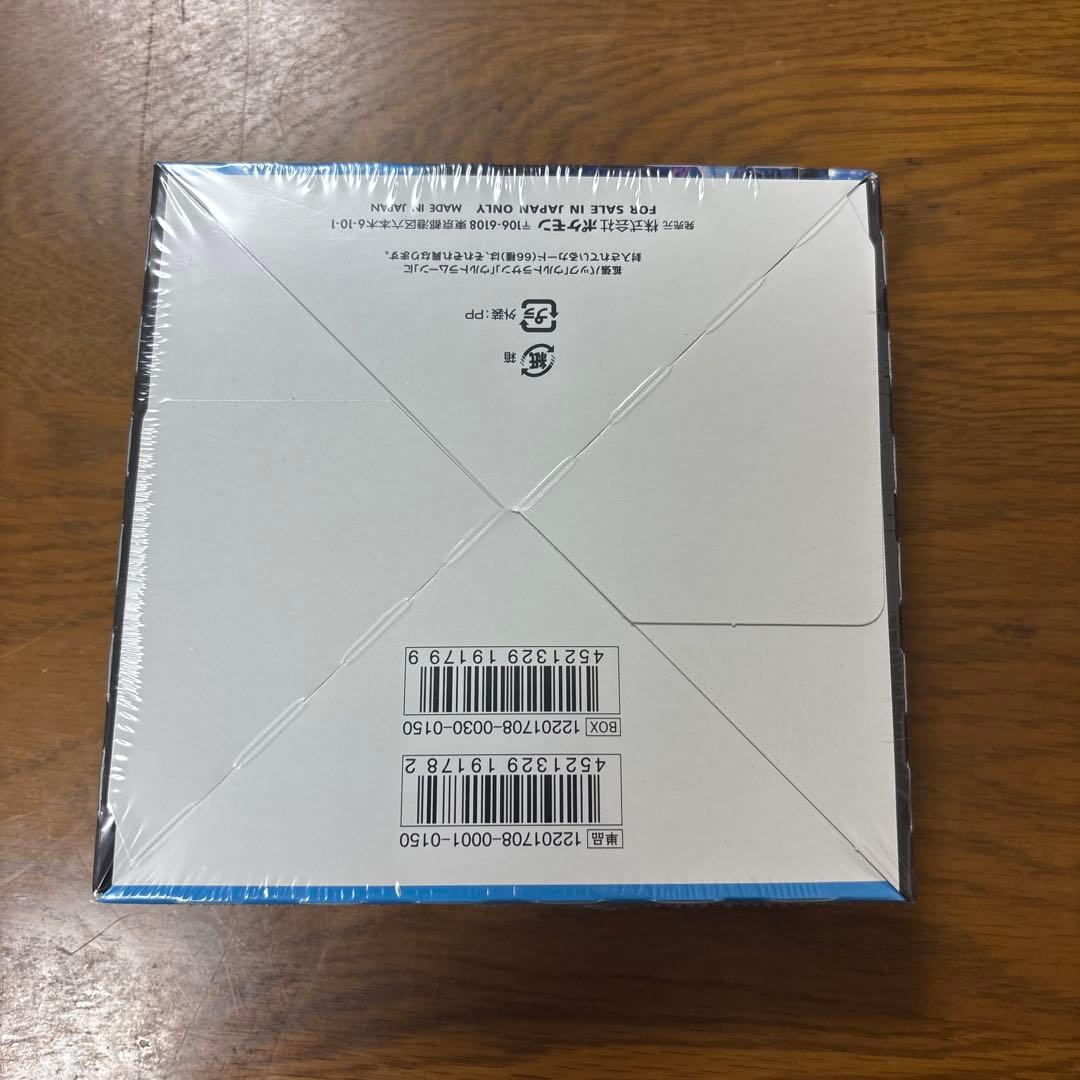 単品 12201708-0001-0150
4521329 191782
BOX 12201708-0030-0150
4521329 191799
紙 箱
プラ 外装:PP
拡張パック「ウルトラサン」「ウルトラムーン」に
封入されているカード(66種)は、それぞれ異なります。
発売元 株式会社ポケモン 〒106-6108 東京都港区六本木6-10-1
FOR SALE IN JAPAN ONLY MADE IN JAPAN